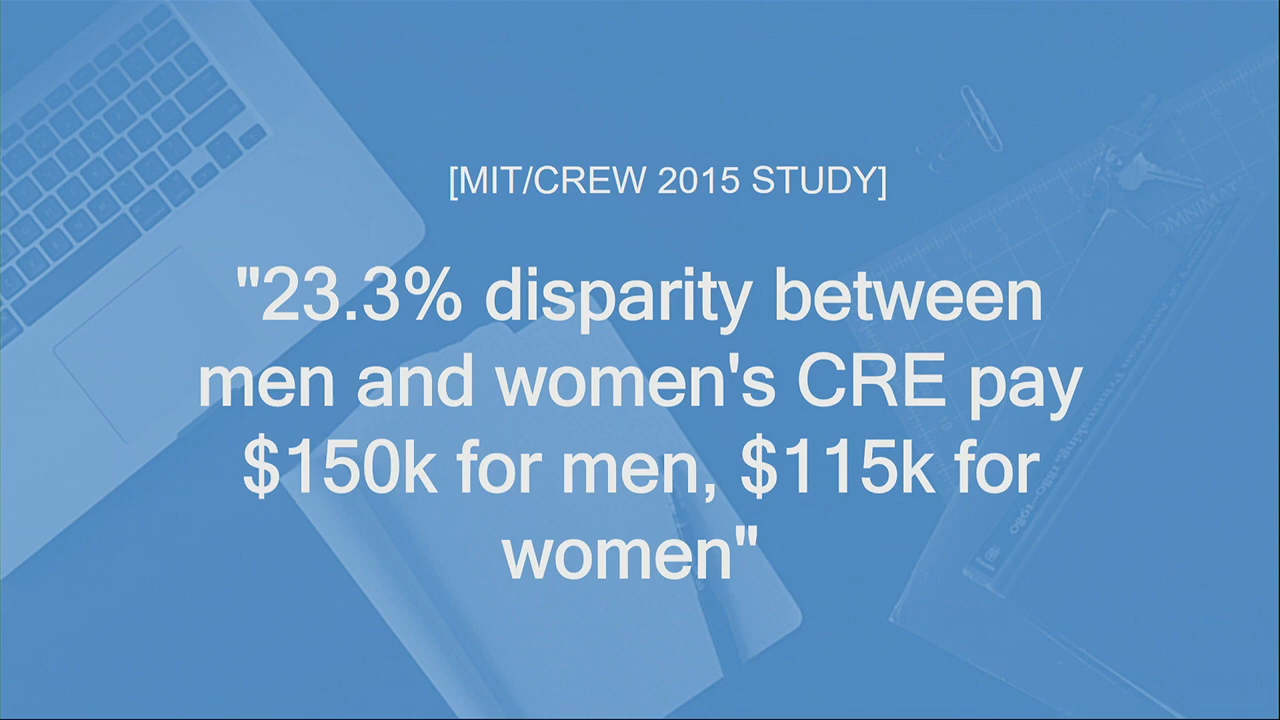 [MIT/CREW 2015 STUDY]
"23.3% disparity between
men and women's CRE pay
$150k for men, $115k for
women"